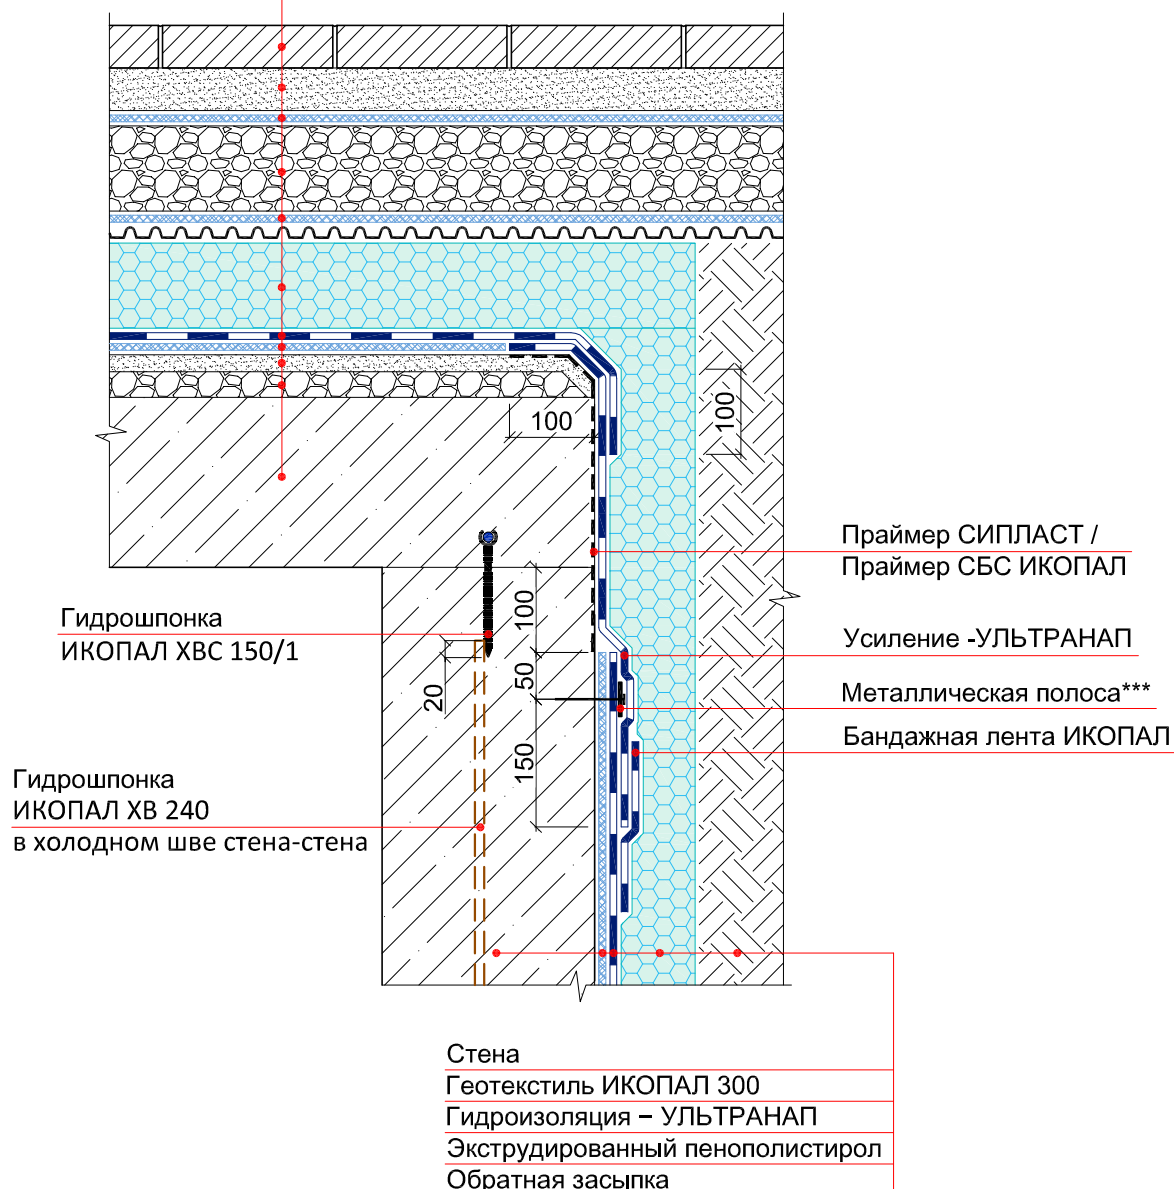 100
100
Праймер СИПЛАСТ /
Праймер СБС ИКОПАЛ
Гидрошпонка
ИКОПАЛ ХВС 150/1
100
Усиление -УЛЬТРАНАП
50
20
Металлическая полоса***
Бандажная лента ИКОПАЛ
150
Гидрошпонка
ИКОПАЛ ХВ 240
в холодном шве стена-стена
Стена
Геотекстиль ИКОПАЛ 300
Гидроизоляция – УЛЬТРАНАП
Экструдированный пенополистирол
Обратная засыпка